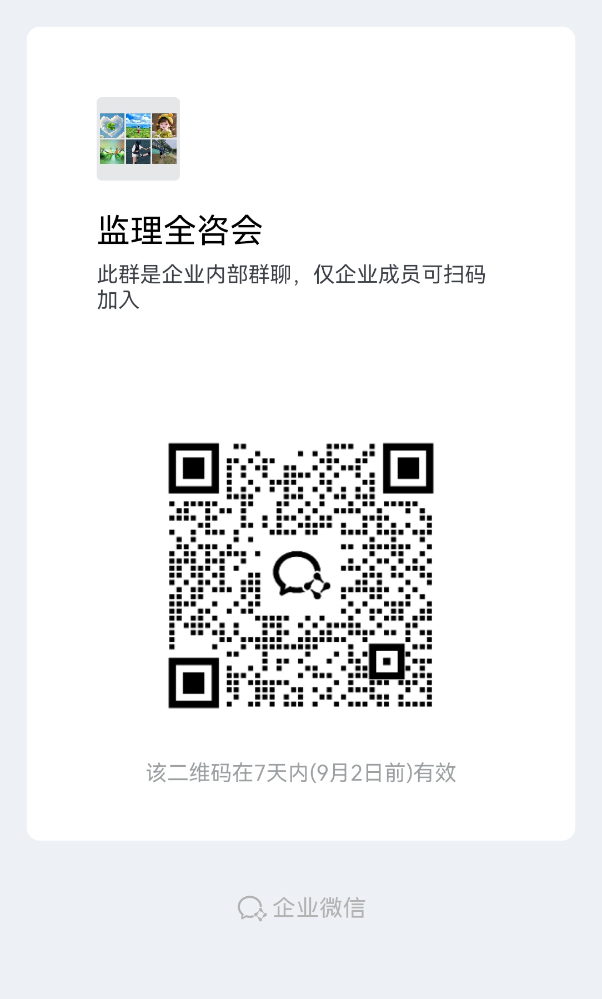 监理全咨会
此群是企业内部群聊，仅企业成员可扫码
加入
该二维码在7天内(9月2日前)有效
企业微信